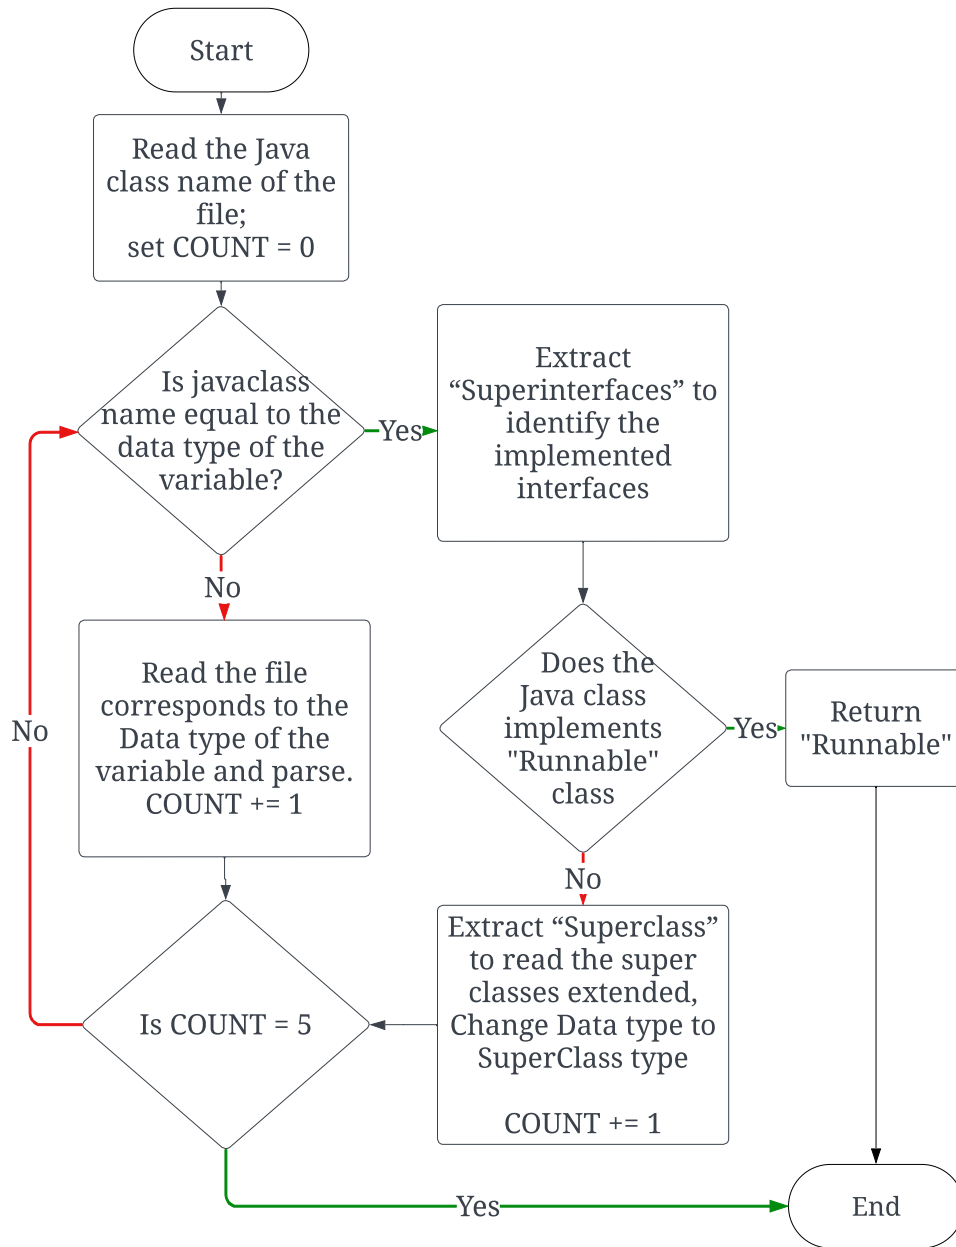 Start
Read the Java
class name of the
file;
set COUNT = 0
Is javaclass
name equal to the
data type of the
variable?
Yes
Extract
“Superinterfaces” to
identify the
implemented
interfaces
No
Read the file
corresponds to the
Data type of the
variable and parse.
COUNT += 1
Does the
Java class
implements
"Runnable"
class
Yes
Return
"Runnable"
No
No
Extract “Superclass”
to read the super
classes extended,
Change Data type to
SuperClass type
COUNT += 1
Is COUNT = 5
Yes
End